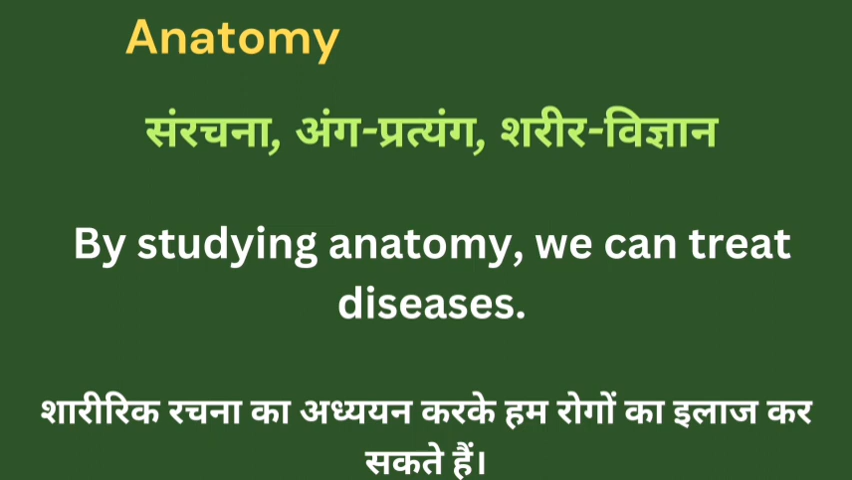 Anatomy
संरचना, अंग-प्रत्यंग, शरीर-विज्ञान
By studying anatomy, we can treat
diseases.
शारीरिक रचना का अध्ययन करके हम रोगों का इलाज कर
सकते हैं।